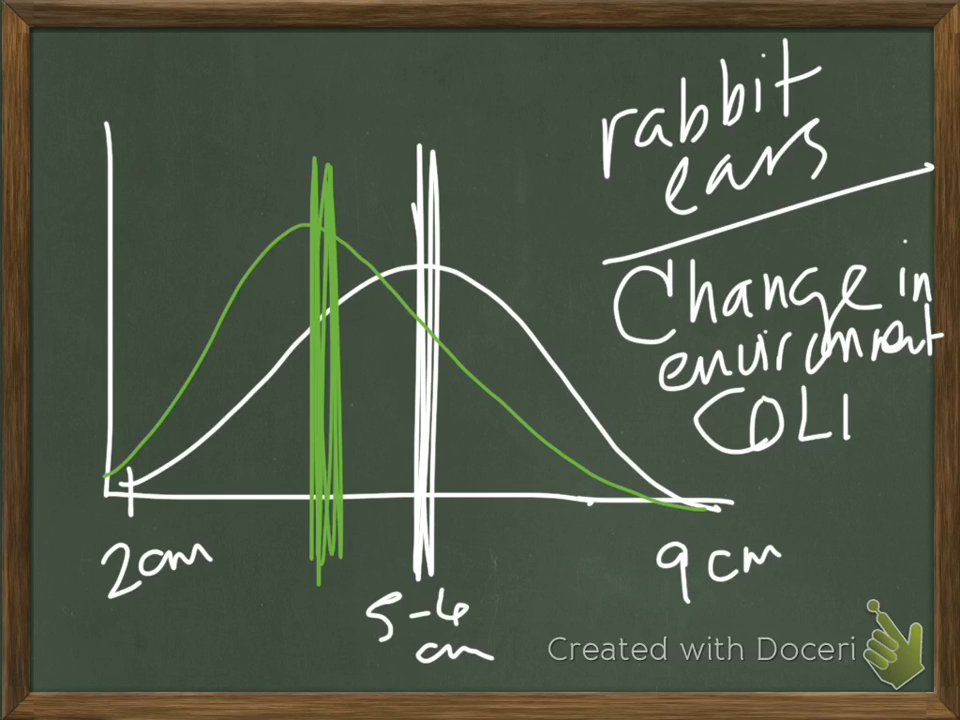 rabbit
ears
Change in
environment
COLI
2cm
5-6
cm
9cm
Created with Doceri